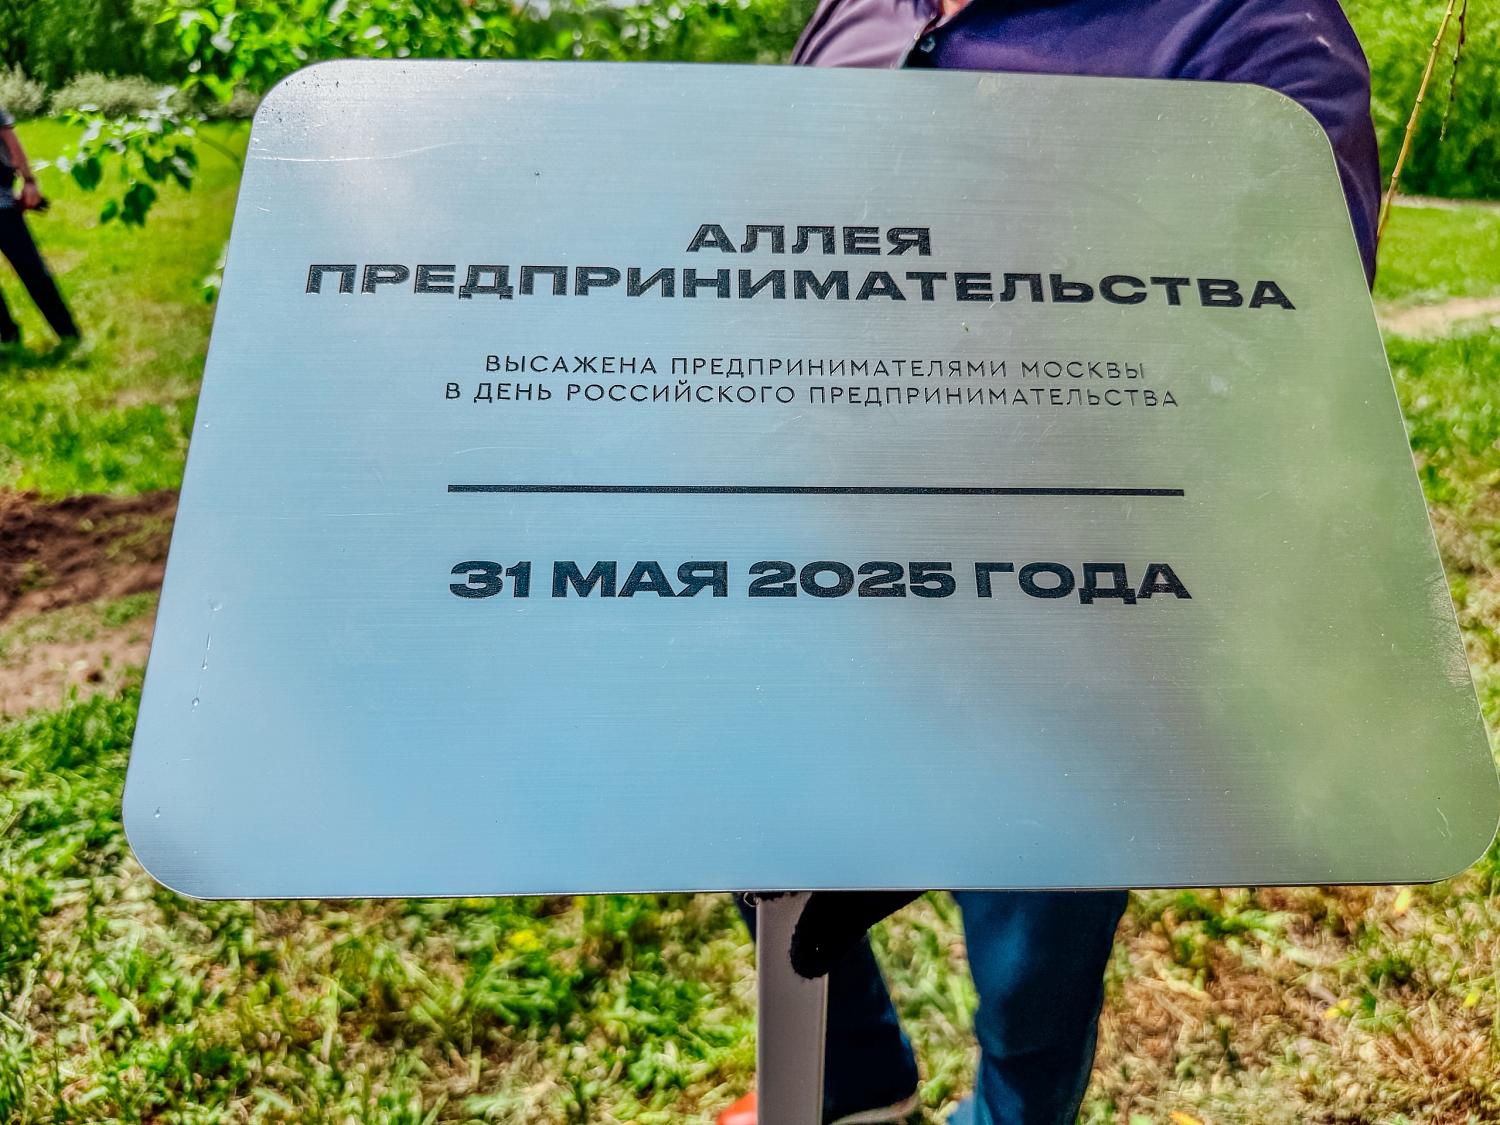 АЛЛЕЯ
ПРЕДПРИНИМАТЕЛЬСТВА
ВЫСАЖЕНА ПРЕДПРИНИМАТЕЛЯМИ МОСКВЫ
В ДЕНЬ РОССИЙСКОГО ПРЕДПРИНИМАТЕЛЬСТВА
31 МАЯ 2025 ГОДА